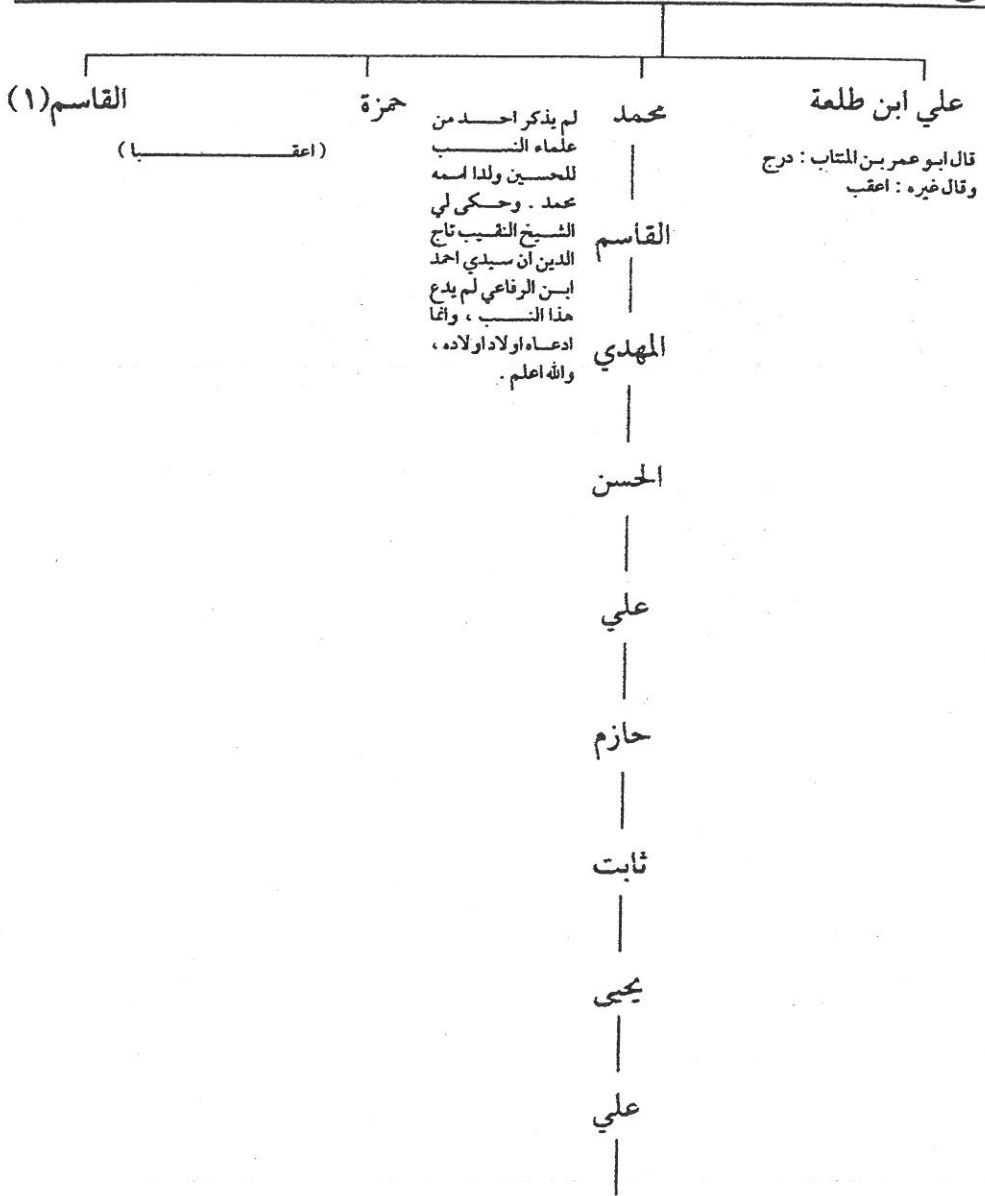 علي ابن طلعة
قال ابو عمر بن المنتاب : درج
وقال غيره : اعقب
محمد
لم يذكر احد من
علماء النسب
للحسين ولدا اسمه
محمد . وحكى لي
الشيخ النقيب تاج
الدين ان سيدي احمد
ابن الرفاعي لم يدع
هذا النسب ، وانما
ادعاه اولاد اولاده ،
والله اعلم .
حمزة
القاسم (١)
( اعقبا )
القاسم
المهدي
الحسن
علي
حازم
ثابت
يحيى
علي